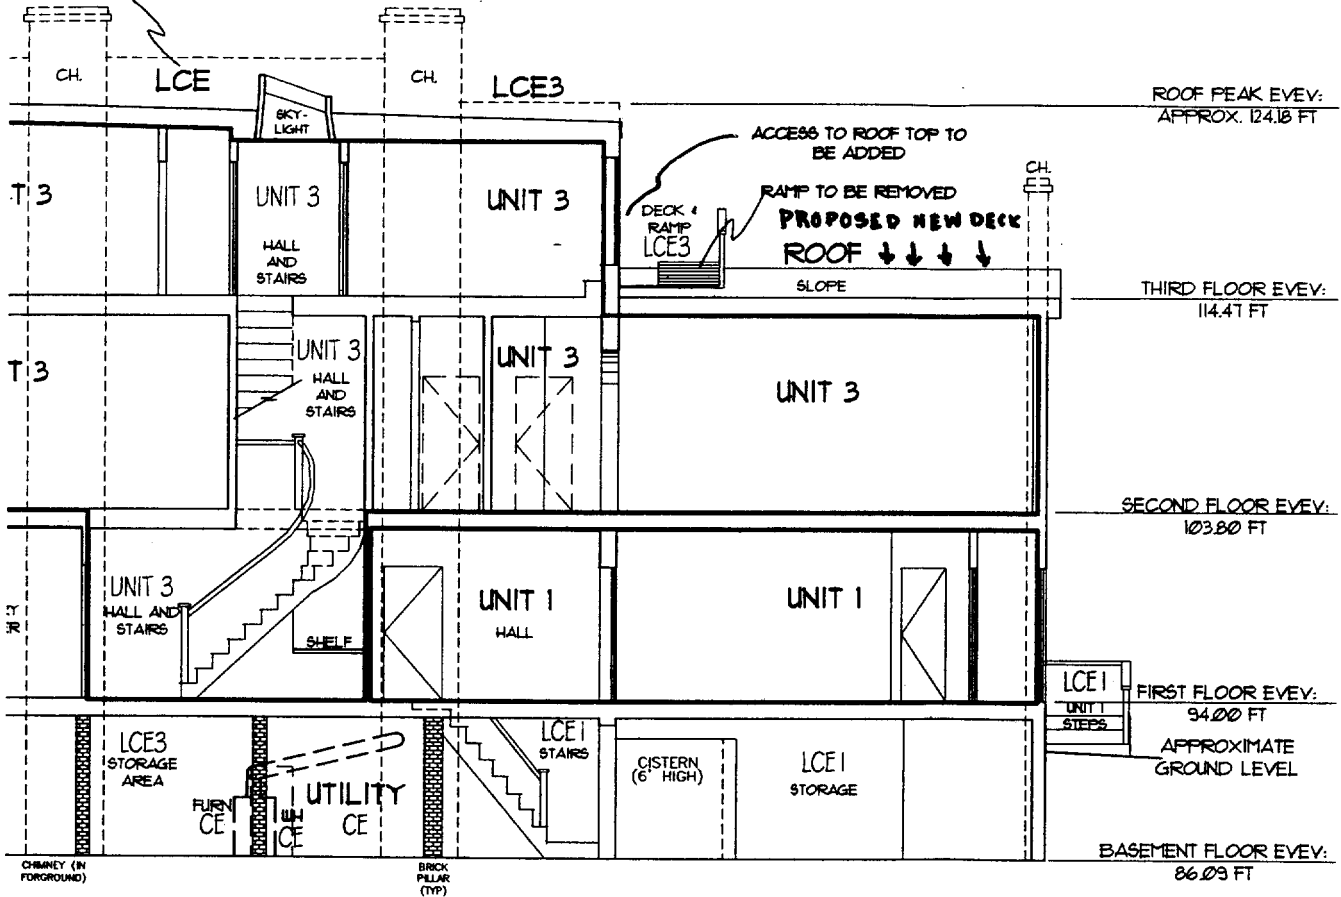 CH.
LCE
SKY-
LIGHT
CH.
LCE3
ROOF PEAK EVEV:
APPROX. 124.18 FT
ACCESS TO ROOF TOP TO
BE ADDED
CH.
T 3
UNIT 3
HALL
AND
STAIRS
UNIT 3
DECK &
RAMP
LCE3
RAMP TO BE REMOVED
PROPOSED NEW DECK
ROOF ↓ ↓ ↓ ↓
SLOPE
THIRD FLOOR EVEV:
114.47 FT
T 3
UNIT 3
HALL
AND
STAIRS
UNIT 3
UNIT 3
SECOND FLOOR EVEV:
103.80 FT
UNIT 3
HALL AND
STAIRS
SHELF
UNIT 1
HALL
UNIT 1
LCE1
UNIT 1
STEPS
FIRST FLOOR EVEV:
94.00 FT
APPROXIMATE
GROUND LEVEL
LCE3
STORAGE
AREA
FURN
CE
CE
UTILITY
CE
LCE1
STAIRS
CISTERN
(6' HIGH)
LCE1
STORAGE
BASEMENT FLOOR EVEV:
86.09 FT
CHIMNEY (IN
FORGROUND)
BRICK
PILLAR
(TYP)